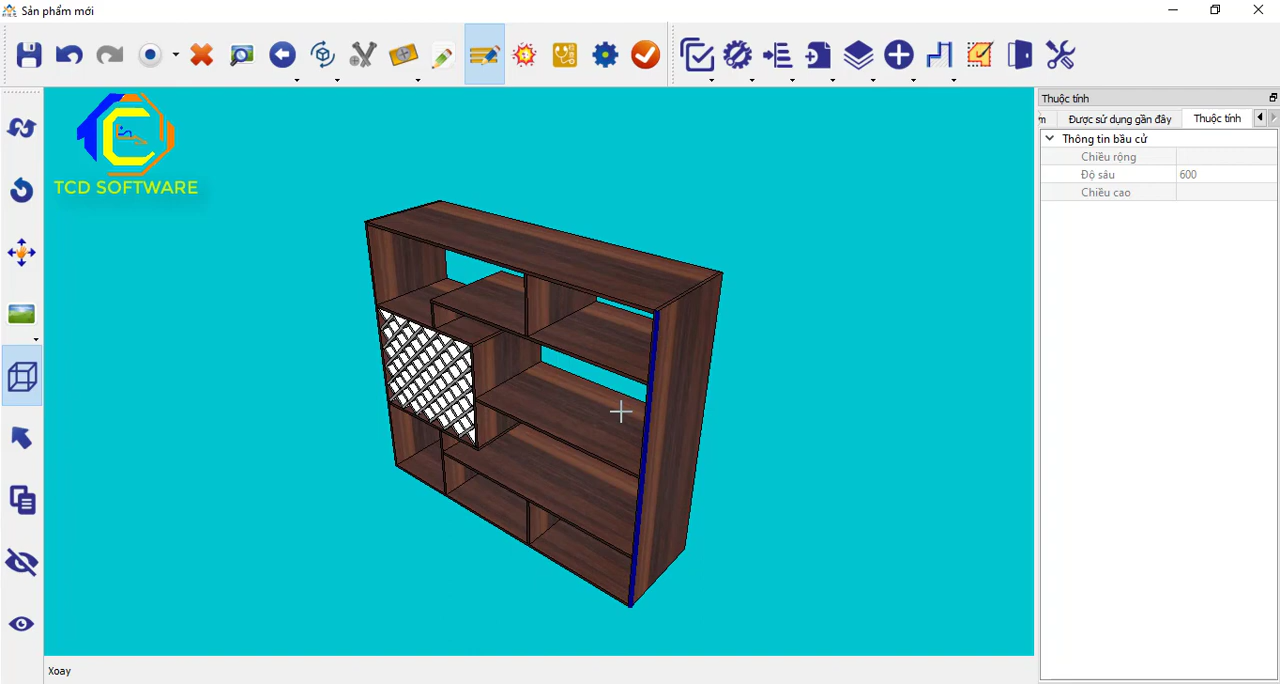 Sản phẩm mới
TCD SOFTWARE
Thuộc tính
Được sử dụng gần đây
Thuộc tính
Thông tin bầu cử
Chiều rộng
Độ sâu 600
Chiều cao
Xoay